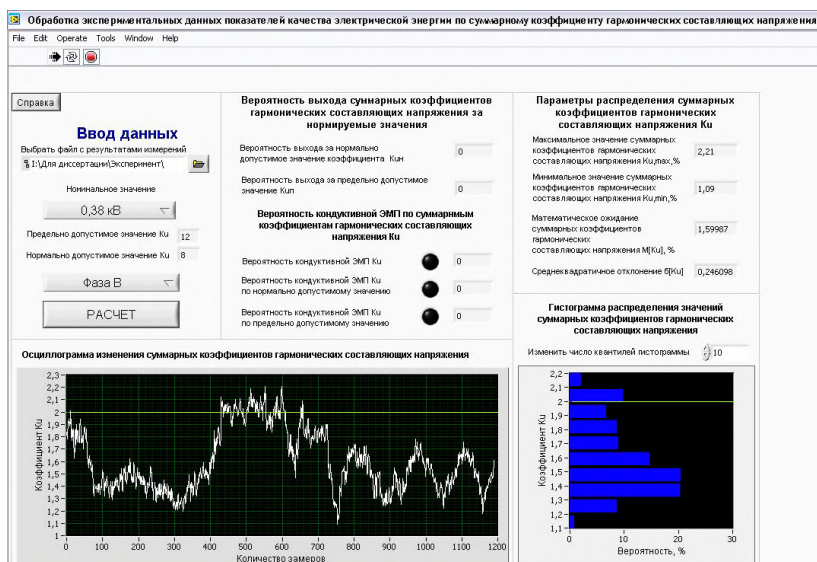 Обработка экспериментальных данных показателей качества электрической энергии по суммарному коэффициенту гармонических составляющих напряжения
File Edit Operate Tools Window Help
Справка
Ввод данных
Выбрать файл с результатами измерений
I:\Для диссертации\Эксперимент\
Номинальное значение
0,38 кВ
Предельно допустимое значение Ku 12
Нормально допустимое значение Ku 8
Фаза B
РАСЧЕТ
Вероятность выхода суммарных коэффициентов
гармонических составляющих напряжения за
нормируемые значения
Вероятность выхода за нормально
допустимое значение коэффициента Kuн 0
Вероятность выхода за предельно допустимое
значение Kuп 0
Вероятность кондуктивной ЭМП по суммарнным
коэффициентам гармонических составляющих
напряжения Ku
Вероятность кондуктивной ЭМП Ku 0
Вероятность кондуктивной ЭМП Ku
по нормально допустимому значению 0
Вероятность кондуктивной ЭМП Ku
по предельно допустимому значению 0
Параметры распределения суммарных
коэффициентов гармонических
составляющих напряжения Ku
Максимальное значение суммарных
коэффициентов гармонических
составляющих напряжения Ku,max,% 2,21
Минимальное значение суммарных
коэффициентов гармонических
составляющих напряжения Ku,min,% 1,09
Математическое ожидание
суммарных коэффициентов
гармонических
составляющих напряжения M[Ku], % 1,59987
Среднеквадратичное отклонение б[Ku] 0,246098
Гистограмма распределения значений
суммарных коэффициентов гармонических
составляющих напряжения
Изменить число квантилей гистограммы 10
Осциллограмма изменения суммарных коэффициентов гармонических составляющих напряжения
Коэффициент Ku
2,3
2,2
2,1
2
1,9
1,8
1,7
1,6
1,5
1,4
1,3
1,2
1,1
1
0 100 200 300 400 500 600 700 800 900 1000 1100 1200
Количество замеров
Коэффициент Ku
2,2
2,1
2
1,9
1,8
1,7
1,6
1,5
1,4
1,3
1,2
1,1
0 10 20 30
Вероятность, %